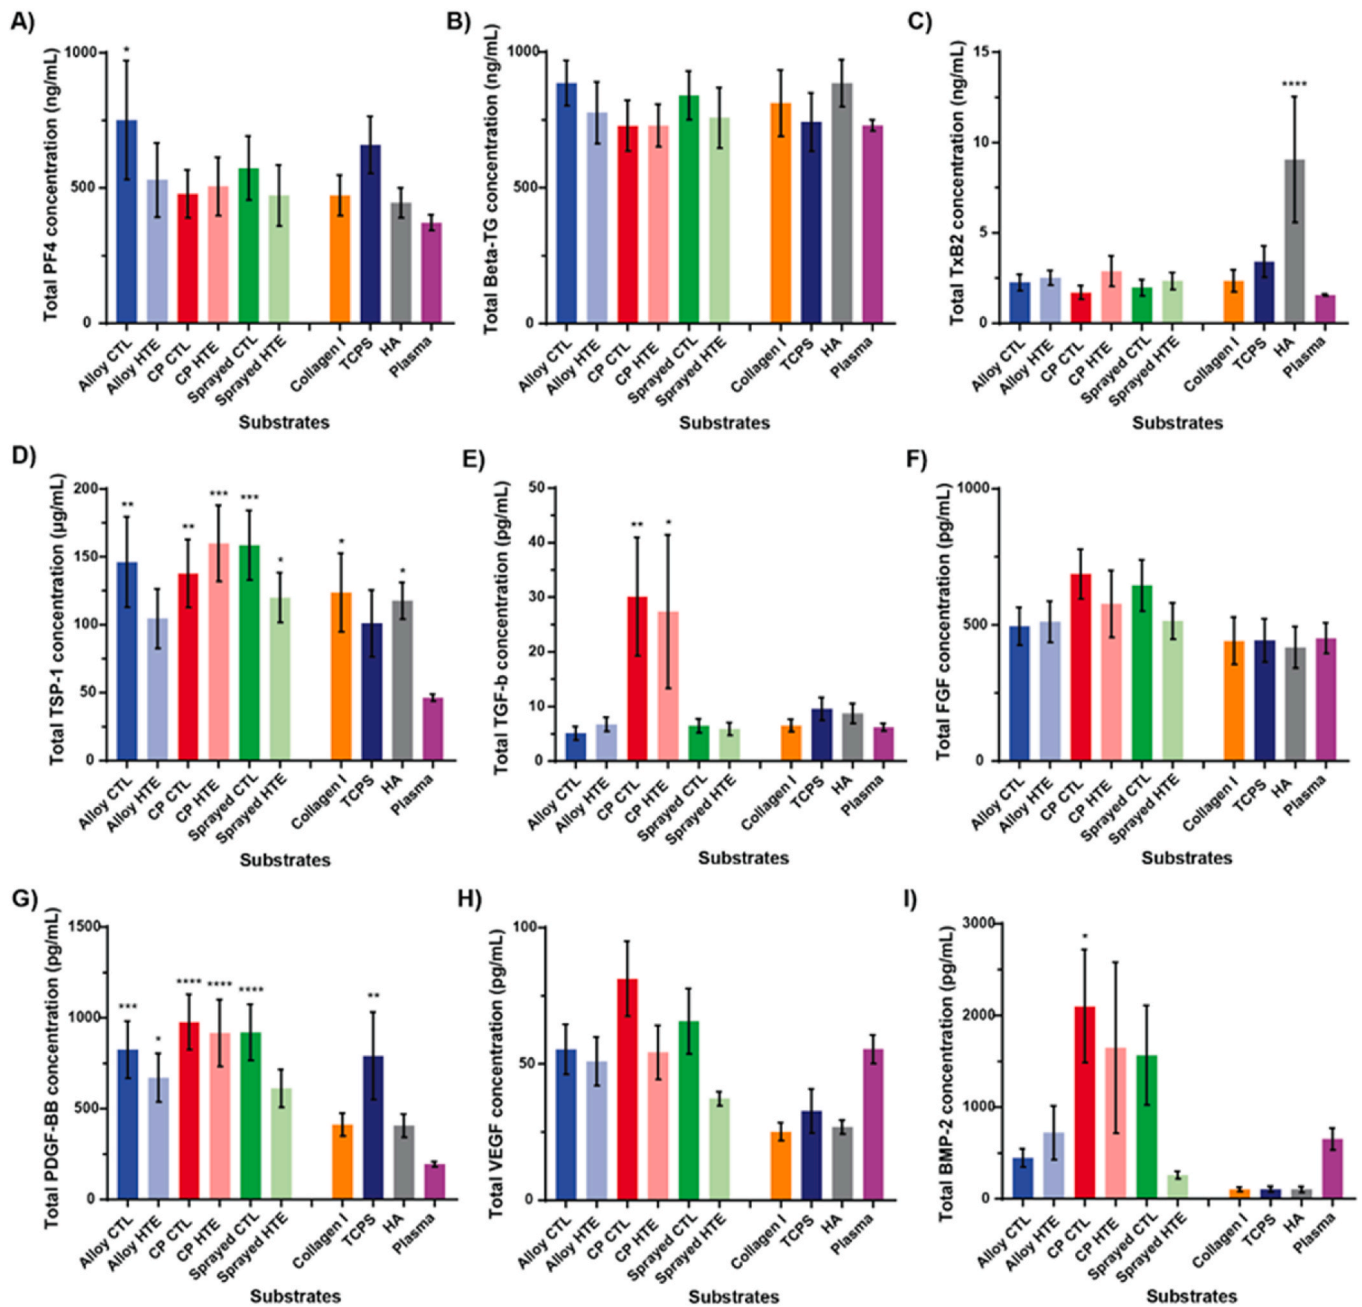 A)
Total PF4 concentration (ng/mL)
1000
500
0
*
Alloy CTL
Alloy HTE
CP CTL
CP HTE
Sprayed CTL
Sprayed HTE
Collagen I
TCPS
HA
Plasma
Substrates
B)
Total Beta-TG concentration (ng/mL)
1000
500
0
Alloy CTL
Alloy HTE
CP CTL
CP HTE
Sprayed CTL
Sprayed HTE
Collagen I
TCPS
HA
Plasma
Substrates
C)
Total TxB2 concentration (ng/mL)
15
10
5
0
****
Alloy CTL
Alloy HTE
CP CTL
CP HTE
Sprayed CTL
Sprayed HTE
Collagen I
TCPS
HA
Plasma
Substrates
D)
Total TSP-1 concentration (µg/mL)
200
150
100
50
0
**
**
***
***
*
*
*
Alloy CTL
Alloy HTE
CP CTL
CP HTE
Sprayed CTL
Sprayed HTE
Collagen I
TCPS
HA
Plasma
Substrates
E)
Total TGF-b concentration (pg/mL)
50
40
30
20
10
0
**
*
Alloy CTL
Alloy HTE
CP CTL
CP HTE
Sprayed CTL
Sprayed HTE
Collagen I
TCPS
HA
Plasma
Substrates
F)
Total FGF concentration (pg/mL)
1000
500
0
Alloy CTL
Alloy HTE
CP CTL
CP HTE
Sprayed CTL
Sprayed HTE
Collagen I
TCPS
HA
Plasma
Substrates
G)
Total PDGF-BB concentration (pg/mL)
1500
1000
500
0
***
*
****
****
****
**
Alloy CTL
Alloy HTE
CP CTL
CP HTE
Sprayed CTL
Sprayed HTE
Collagen I
TCPS
HA
Plasma
Substrates
H)
Total VEGF concentration (pg/mL)
100
50
0
Alloy CTL
Alloy HTE
CP CTL
CP HTE
Sprayed CTL
Sprayed HTE
Collagen I
TCPS
HA
Plasma
Substrates
I)
Total BMP-2 concentration (pg/mL)
3000
2000
1000
0
*
Alloy CTL
Alloy HTE
CP CTL
CP HTE
Sprayed CTL
Sprayed HTE
Collagen I
TCPS
HA
Plasma
Substrates